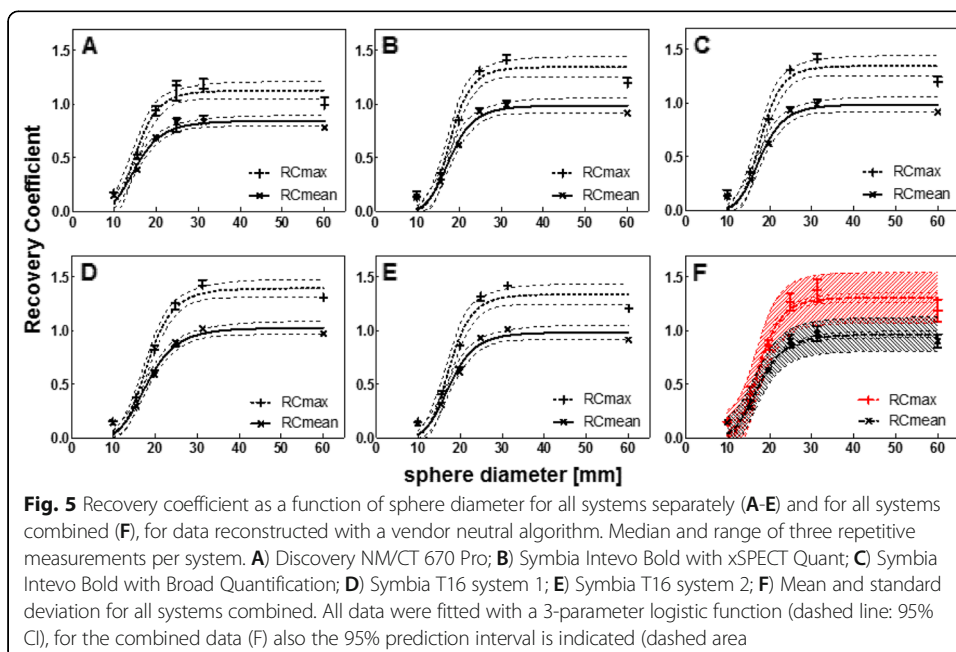 Recovery Coefficient
A
1.5
1.0
0.5
0.0
RCmax
RCmean
0 10 20 30 40 50 60
B
1.5
1.0
0.5
0.0
RCmax
RCmean
0 10 20 30 40 50 60
C
1.5
1.0
0.5
0.0
RCmax
RCmean
0 10 20 30 40 50 60
D
1.5
1.0
0.5
0.0
RCmax
RCmean
0 10 20 30 40 50 60
E
1.5
1.0
0.5
0.0
RCmax
RCmean
0 10 20 30 40 50 60
F
1.5
1.0
0.5
0.0
RCmax
RCmean
0 10 20 30 40 50 60
sphere diameter [mm]
Fig. 5 Recovery coefficient as a function of sphere diameter for all systems separately (A-E) and for all systems
combined (F), for data reconstructed with a vendor neutral algorithm. Median and range of three repetitive
measurements per system. A) Discovery NM/CT 670 Pro; B) Symbia Intevo Bold with xSPECT Quant; C) Symbia
Intevo Bold with Broad Quantification; D) Symbia T16 system 1; E) Symbia T16 system 2; F) Mean and standard
deviation for all systems combined. All data were fitted with a 3-parameter logistic function (dashed line: 95%
CI), for the combined data (F) also the 95% prediction interval is indicated (dashed area